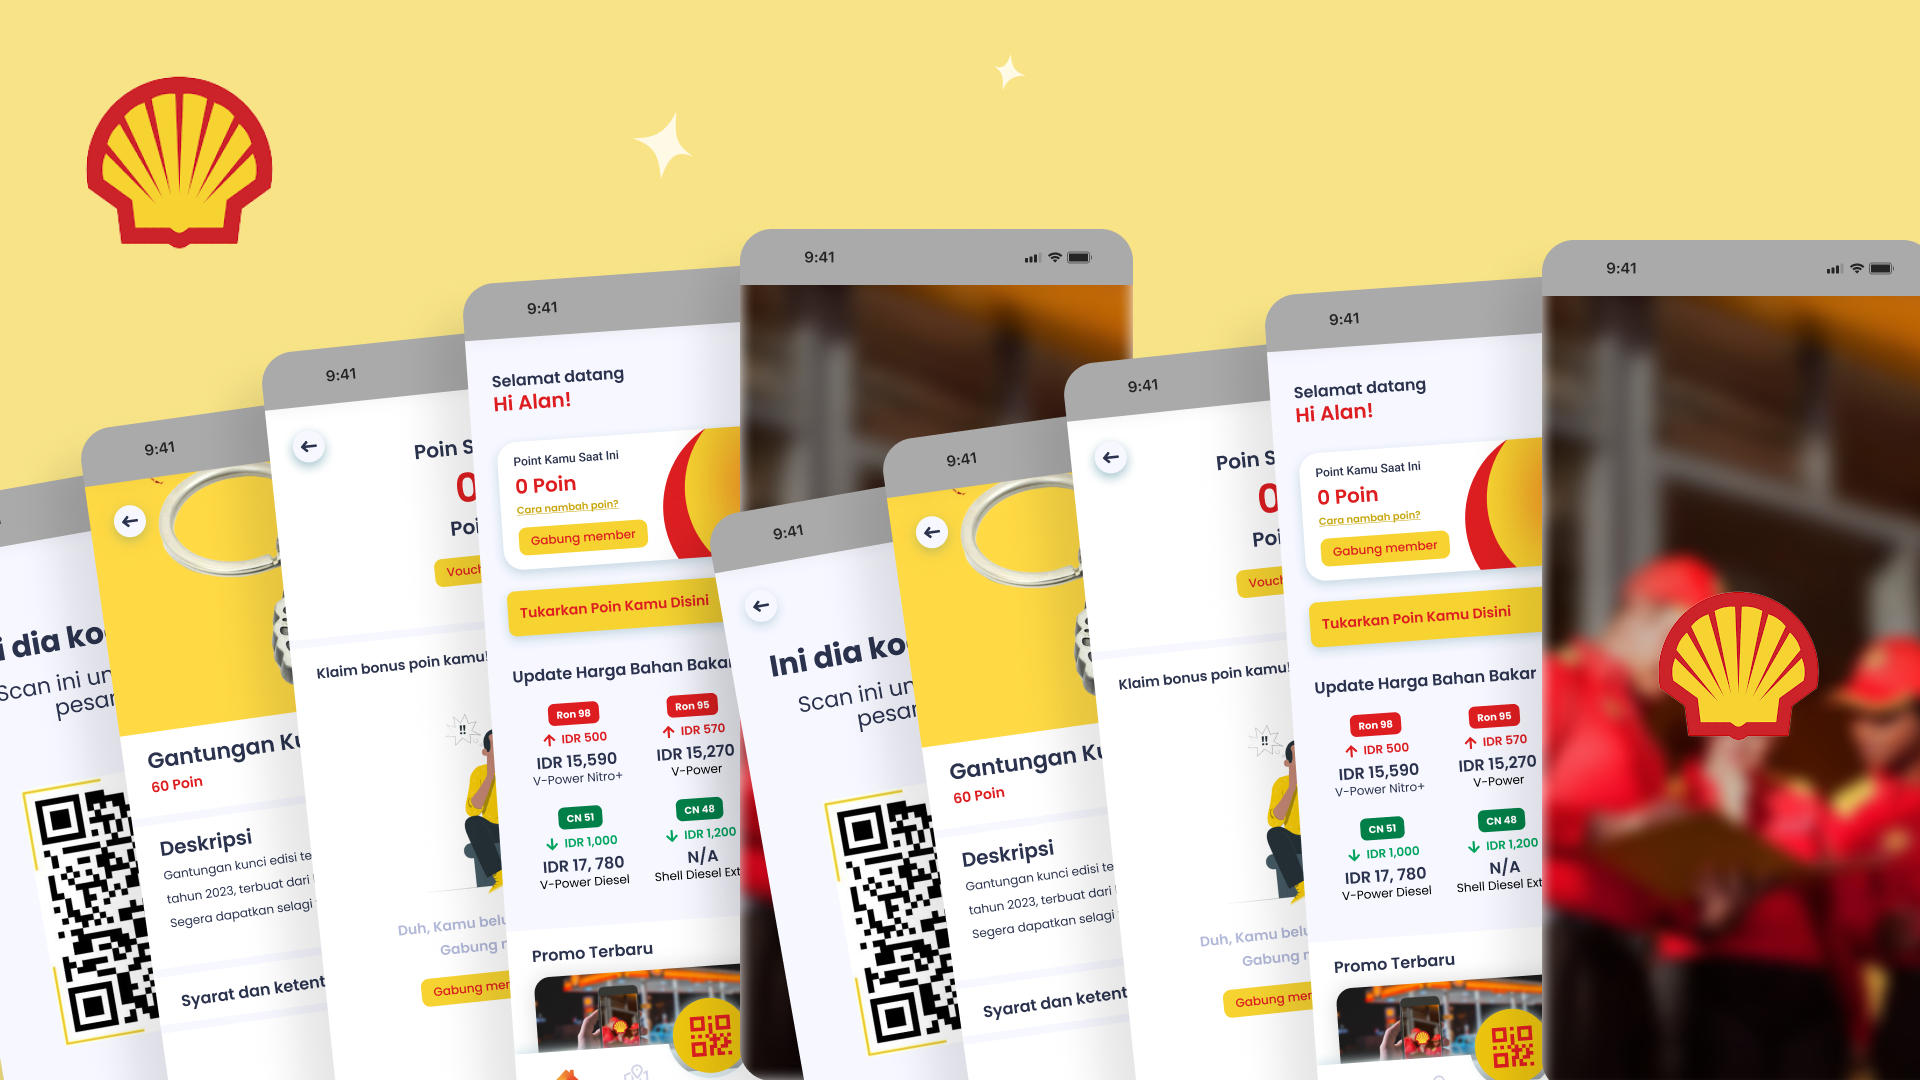 9:41
9:41
9:41
9:41
Selamat datang
Hi Alan!
Point Kamu Saat Ini
0 Poin
Cara nambah poin?
Gabung member
Tukarkan Poin Kamu Disini
Update Harga Bahan Bakar
Ron 98
IDR 500
IDR 15,590
V-Power Nitro+
Ron 95
IDR 570
IDR 15,270
V-Power
CN 51
IDR 1,000
IDR 17, 780
V-Power Diesel
CN 48
IDR 1,200
N/A
Shell Diesel Ext
Promo Terbaru
Poin S
0
Poi
Vouch
Klaim bonus poin kamu!
!!
Duh, Kamu belu
Gabung m
Gabung mer
Gantungan Ku
60 Poin
Deskripsi
Gantungan kunci edisi te
tahun 2023, terbuat dari
Segera dapatkan selagi
Syarat dan ketent
i dia ko
Scan ini un
pesar
9:41
9:41
9:41
9:41
9:41
Selamat datang
Hi Alan!
Point Kamu Saat Ini
0 Poin
Cara nambah poin?
Gabung member
Tukarkan Poin Kamu Disini
Update Harga Bahan Bakar
Ron 98
IDR 500
IDR 15,590
V-Power Nitro+
Ron 95
IDR 570
IDR 15,270
V-Power
CN 51
IDR 1,000
IDR 17, 780
V-Power Diesel
CN 48
IDR 1,200
N/A
Shell Diesel Ext
Promo Terbaru
Poin S
0
Poi
Vouch
Klaim bonus poin kamu!
!!
Duh, Kamu belu
Gabung m
Gabung mer
Gantungan Ku
60 Poin
Deskripsi
Gantungan kunci edisi te
tahun 2023, terbuat dari
Segera dapatkan selagi
Syarat dan ketent
Ini dia ko
Scan ini un
pesar